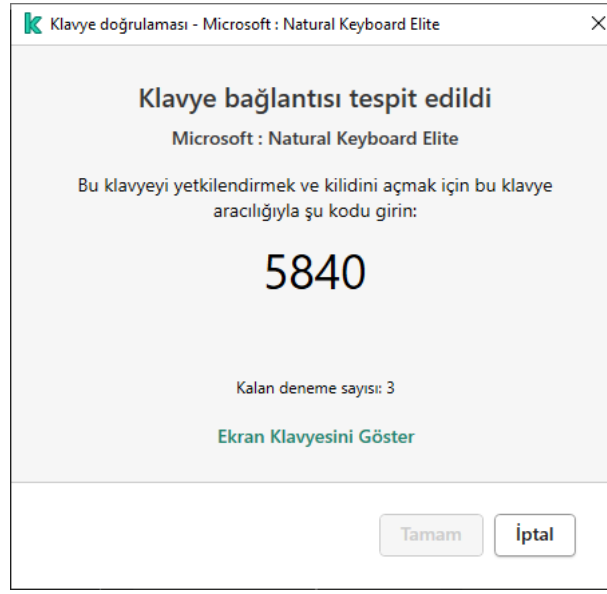 Klavye doğrulaması - Microsoft : Natural Keyboard Elite
Klavye bağlantısı tespit edildi
Microsoft : Natural Keyboard Elite
Bu klavyeyi yetkilendirmek ve kilidini açmak için bu klavye
aracılığıyla şu kodu girin:
5840
Kalan deneme sayısı: 3
Ekran Klavyesini Göster
Tamam
İptal